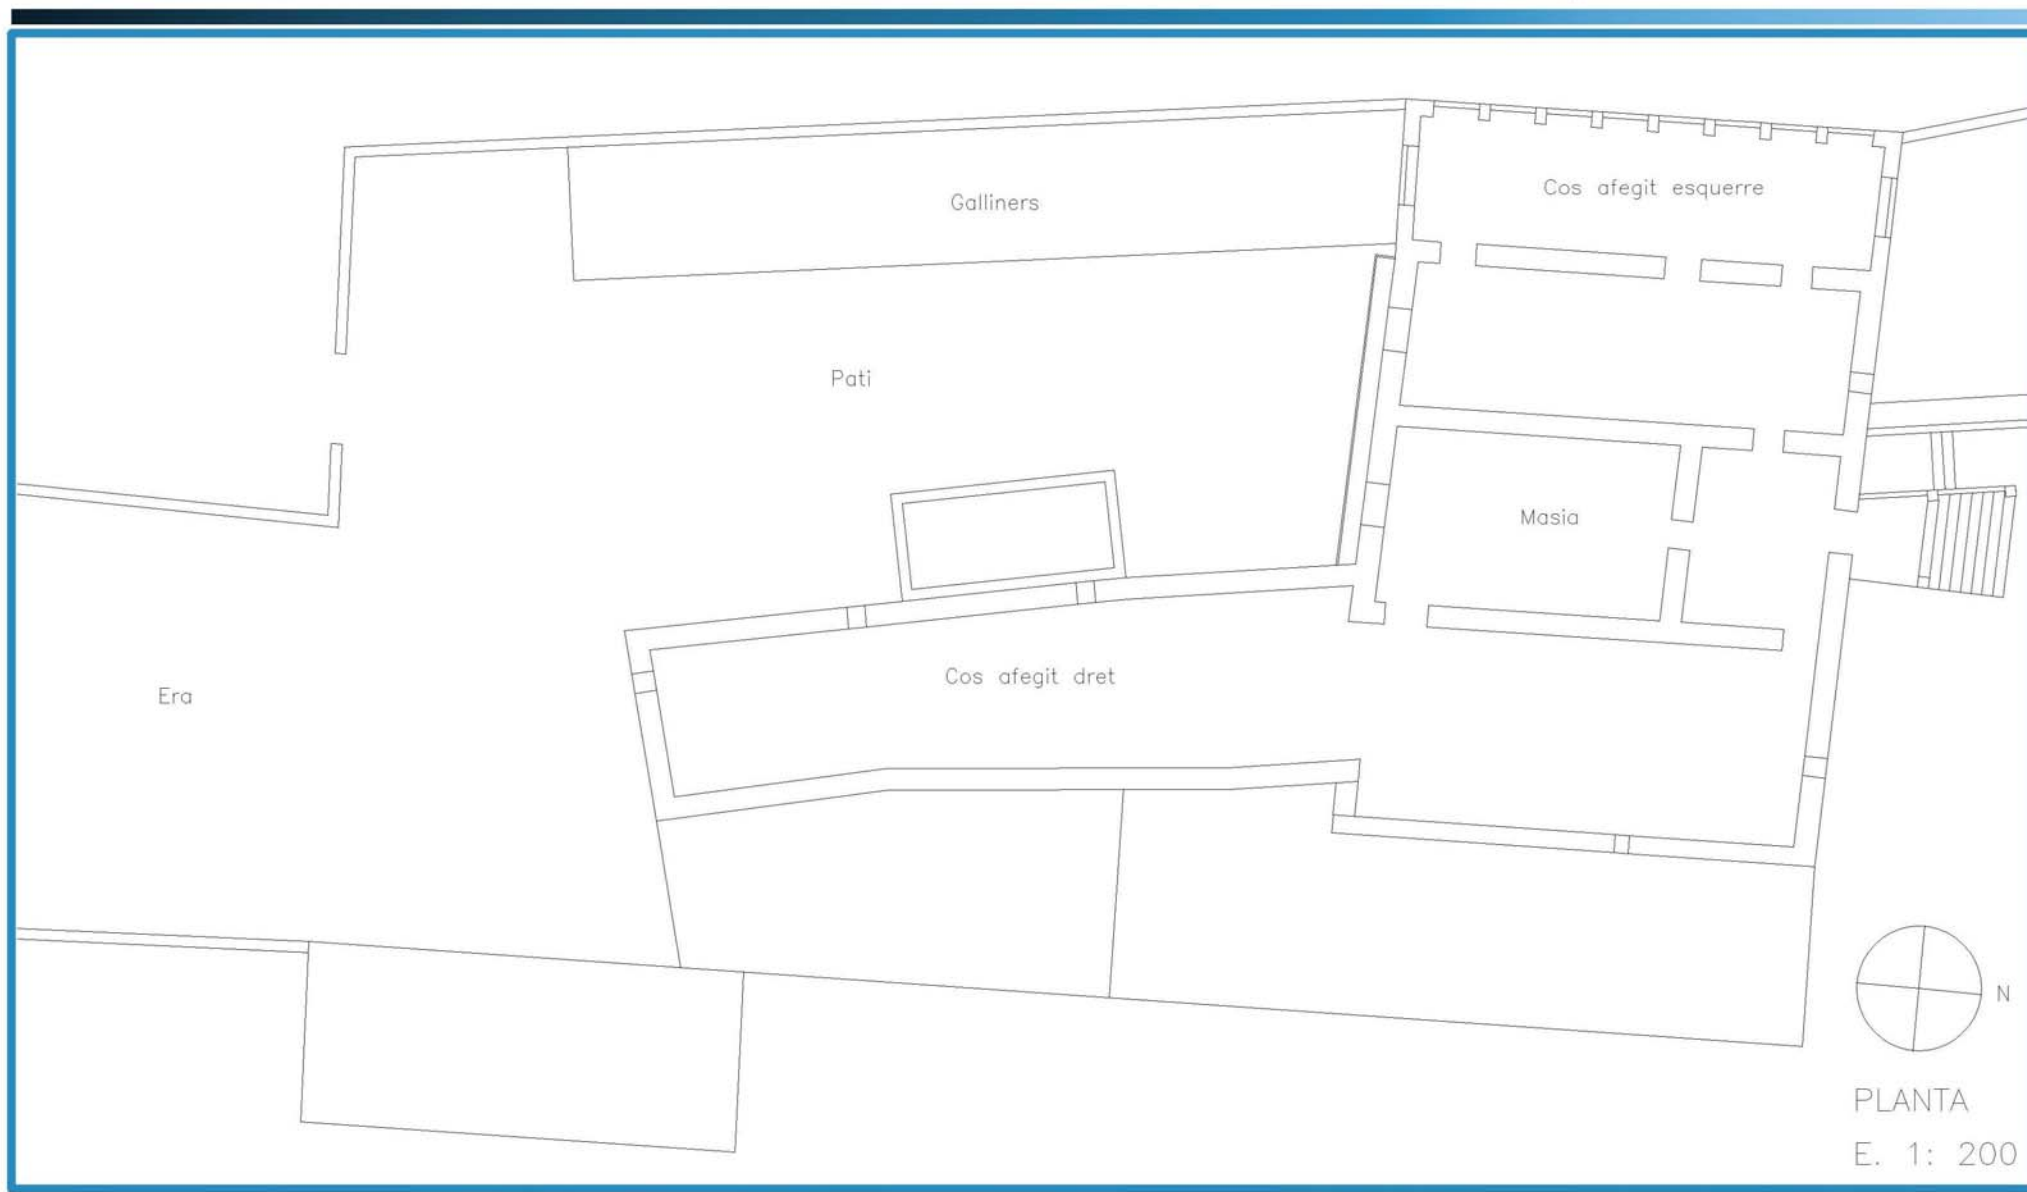 Cos afegit esquerre
Galliners
Pati
Masia
Cos afegit dret
Era
N
PLANTA
E. 1: 200